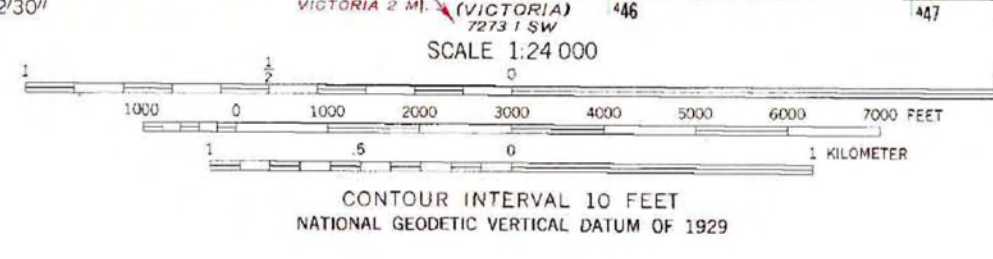 2'30"
VICTORIA 2 MI.
(VICTORIA)
7273 I SW
446
447
SCALE 1:24 000
1 1/2 0
1000 0 1000 2000 3000 4000 5000 6000 7000 FEET
1 .5 0 1 KILOMETER
CONTOUR INTERVAL 10 FEET
NATIONAL GEODETIC VERTICAL DATUM OF 1929